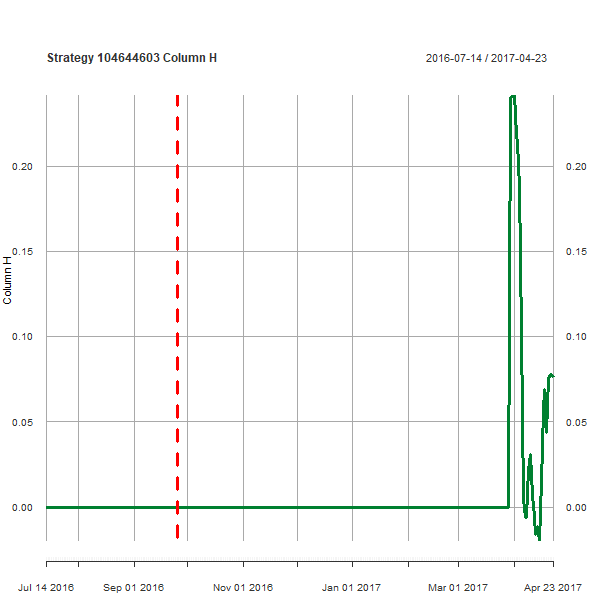 Strategy 104644603 Column H
2016-07-14 / 2017-04-23
0.20
0.15
0.10
0.05
0.00
Column H
0.20
0.15
0.10
0.05
0.00
Jul 14 2016
Sep 01 2016
Nov 01 2016
Jan 01 2017
Mar 01 2017
Apr 23 2017